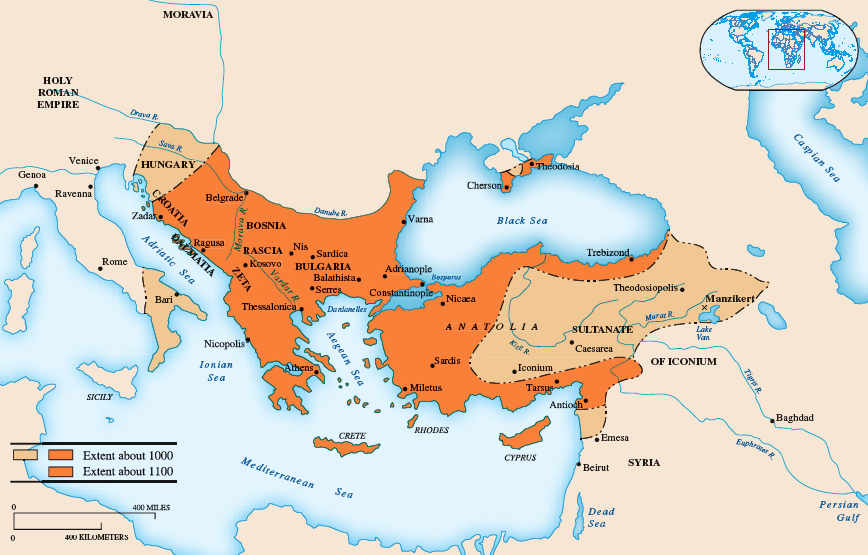 MORAVIA
HOLY
ROMAN
EMPIRE
Drava R.
Sava R.
HUNGARY
Venice
Genoa
Ravenna
Belgrade
CROATIA
Zadar
Danube R.
BOSNIA
Morava R.
DALMATIA
Ragusa
RASCIA
Nis
Sardica
Kosovo
BULGARIA
ZETA
Vardar R.
Balathista
Serres
Adrianople
Constantinople
Bosporus
Varna
Theodosia
Cherson
Black Sea
Caspian Sea
Adriatic Sea
Rome
Bari
Thessalonica
Dardanelles
Nicaea
Trebizond
Theodosiopolis
Manzikert
Murat R.
Lake
Van
ANATOLIA
SULTANATE
OF ICONIUM
Kizil R.
Caesarea
Iconium
Nicopolis
Ionian
Sea
Aegean Sea
Athens
Sardis
Miletus
Tarsus
Antioch
SICILY
RHODES
CRETE
CYPRUS
Emesa
Beirut
SYRIA
Tigris R.
Baghdad
Euphrates R.
Persian
Gulf
Dead
Sea
Mediterranean Sea
Extent about 1000
Extent about 1100
0 400 MILES
0 400 KILOMETERS